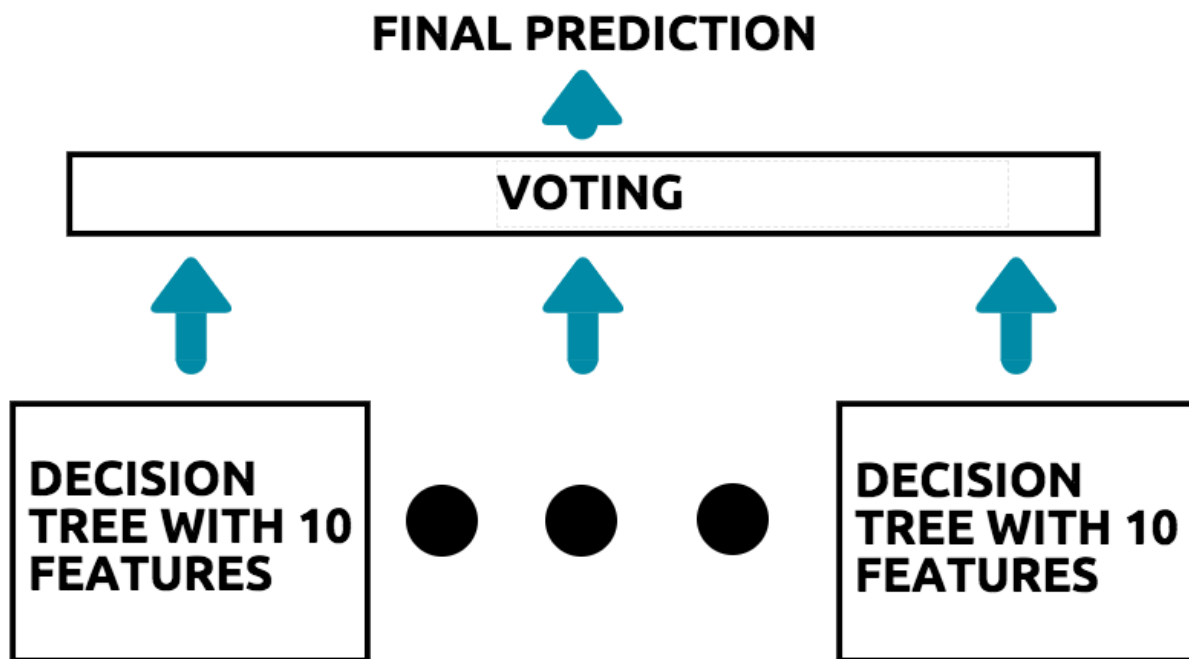 FINAL PREDICTION
VOTING
DECISION
TREE WITH 10
FEATURES
DECISION
TREE WITH 10
FEATURES